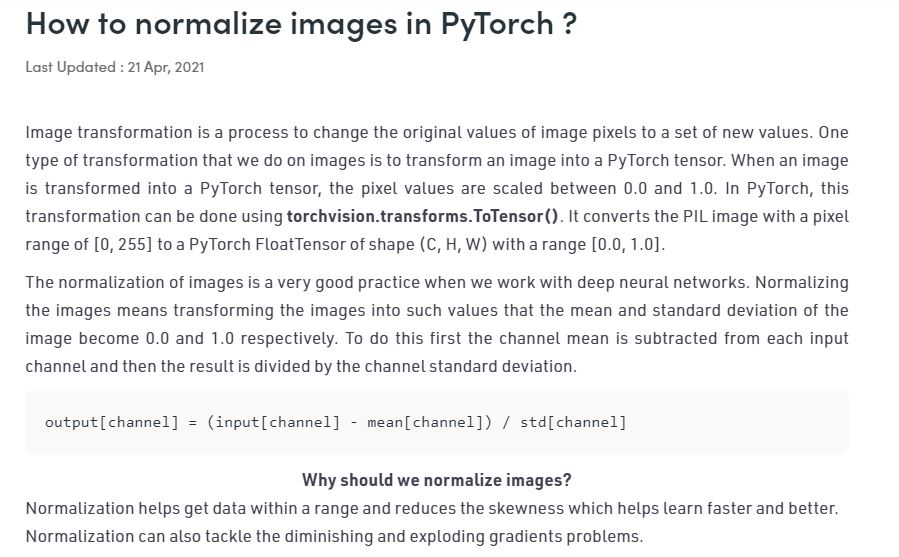 How to normalize images in PyTorch ?
Last Updated : 21 Apr, 2021
Image transformation is a process to change the original values of image pixels to a set of new values. One
type of transformation that we do on images is to transform an image into a PyTorch tensor. When an image
is transformed into a PyTorch tensor, the pixel values are scaled between 0.0 and 1.0. In PyTorch, this
transformation can be done using torchvision.transforms.ToTensor(). It converts the PIL image with a pixel
range of [0, 255] to a PyTorch FloatTensor of shape (C, H, W) with a range [0.0, 1.0].
The normalization of images is a very good practice when we work with deep neural networks. Normalizing
the images means transforming the images into such values that the mean and standard deviation of the
image become 0.0 and 1.0 respectively. To do this first the channel mean is subtracted from each input
channel and then the result is divided by the channel standard deviation.
output[channel] = (input[channel] - mean[channel]) / std[channel]
Why should we normalize images?
Normalization helps get data within a range and reduces the skewness which helps learn faster and better.
Normalization can also tackle the diminishing and exploding gradients problems.